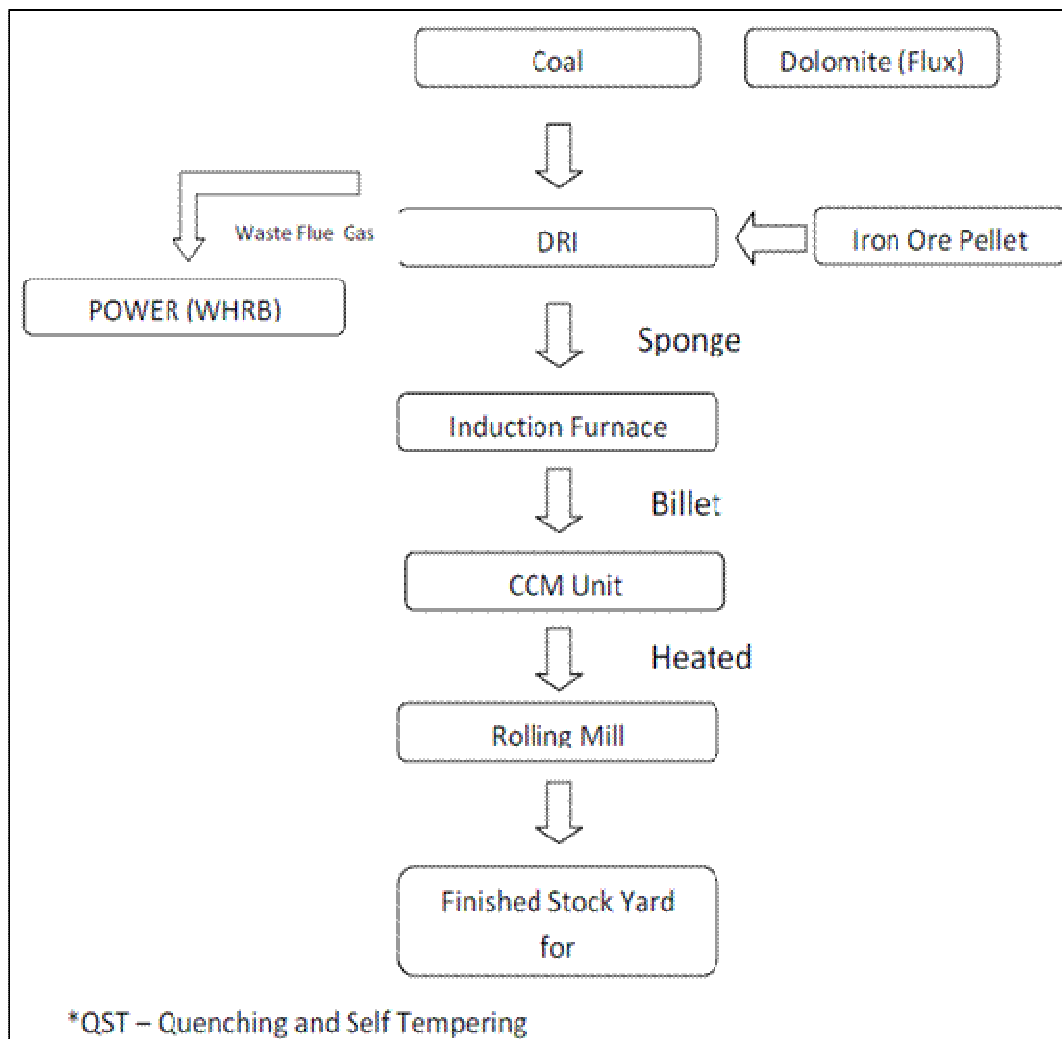 Coal
Dolomite (Flux)
Waste Flue Gas
DRI
Iron Ore Pellet
POWER (WHRB)
Sponge
Induction Furnace
Billet
CCM Unit
Heated
Rolling Mill
Finished Stock Yard
for
*QST – Quenching and Self Tempering